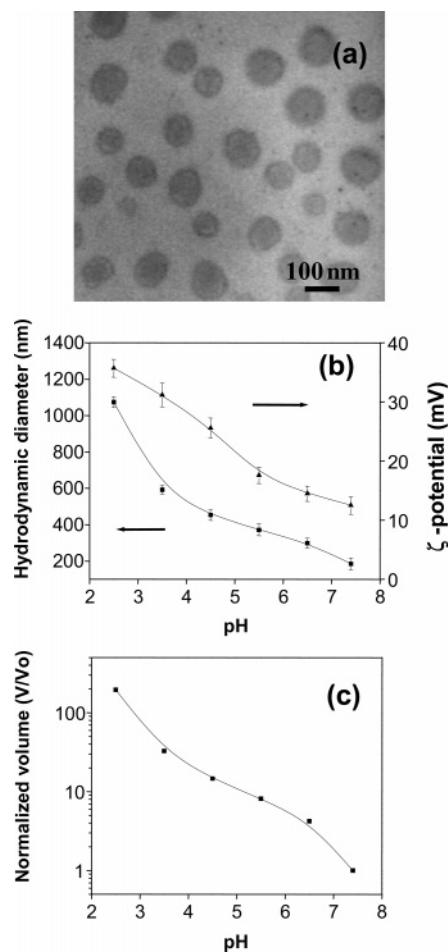 (a)
100 nm
(b)
Hydrodynamic diameter (nm)
1400
1200
1000
800
600
400
200
40
30
20
10
0
ζ-potential (mV)
2 3 4 5 6 7 8
pH
(c)
Normalized volume (V/Vo)
100
10
1
2 3 4 5 6 7 8
pH